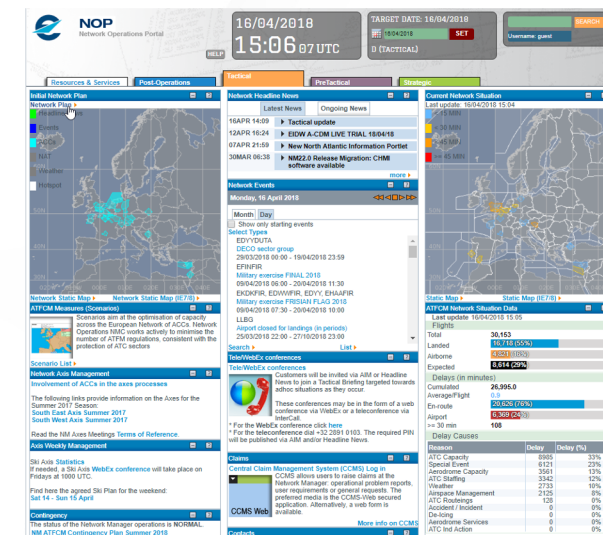 NOP
Network Operations Portal
HELP
16/04/2018
15:06 07 UTC
TARGET DATE: 16/04/2018
16/04/2018
SET
D (TACTICAL)
SEARCH
Username: guest
Resources & Services
Post-Operations
Tactical
PreTactical
Strategic
Initial Network Plan
Network Plan
Events
ACCs
NAT
Weather
Hotspot
Network Static Map
Network Static Map (IE7/8)
ATFCM Measures (Scenarios)
Scenarios aim at the optimisation of capacity
across the European Network of ACCs. Network
Operations NMC works actively to minimise the
number of ATFM regulations, consistent with the
protection of ATC sectors
Scenario List
Network Axis Management
Involvement of ACCs in the axes processes
The following links provide information on the Axes for the
Summer 2017 Season:
South East Axis Summer 2017
South West Axis Summer 2017
Read the NM Axes Meetings Terms of Reference.
Axis Weekly Management
Ski Axis Statistics
If needed, a Ski Axis WebEx conference will take place on
Fridays at 1000 UTC.
Find here the agreed Ski Plan for the weekend:
Sat 14 - Sun 15 April
Contingency
The status of the Network Manager operations is NORMAL
NM ATFCM Contingency Plan Summer 2018
Network Headline News
Latest News
Ongoing News
16APR 14:09 Tactical update
12APR 16:24 EIDW A-CDM LIVE TRIAL 18/04/18
07APR 21:59 New North Atlantic Information Portlet
30MAR 06:38 NM22.0 Release Migration: CHMI
software available
more
Network Events
Monday, 16 April 2018
Month Day
Show only starting events
Select Types
EDYYDUTA
DECO sector group
29/03/2018 00:00 - 19/04/2018 23:59
EFINFIR
Military exercise FINAL 2018
09/04/2018 06:00 - 20/04/2018 11:30
EKDKFIR, EDWWFIR, EDYY, EHAAFIR
Military exercise FRISIAN FLAG 2018
09/04/2018 07:30 - 20/04/2018 10:00
LLBG
Airport closed for landings (in periods)
25/03/2018 22:00 - 27/10/2018 23:00
Search
List
Tele/WebEx conferences
Tele/WebEx conferences
Customers will be invited via AIM or Headline
News to join a Tactical Briefing targeted towards
adhoc situations as they occur.
These conferences may be in the form of a web
conference via WebEx or a teleconference via
InterCall.
* For the WebEx conference click here
* For the teleconference dial +32 2891 0103. The required PIN
will be published via AIM and/or Headline News.
Claims
Central Claim Management System (CCMS) Log in
CCMS allows users to raise claims at the
network Manager: operational problem reports,
user requirements or general requests. The
preferred media is the CCMS-Web secured
application. Alternatively, a web form is
available.
CCMS Web
More info on CCMS
Contacts
Current Network Situation
Last update: 16/04/2018 15:04
< 15 MIN
< 30 MIN
< 45 MIN
>= 45 MIN
Network Static Map
Network Static Map (IE7/8)
ATFCM Network Situation Data
Last update 16/04/2018 15:05
Flights
Total 30,153
Landed 16,718 (55%)
Airborne 4,821 (16%)
Expected 8,614 (29%)
Delays (in minutes)
Cumulated 26,995.0
Average/Flight 0.9
En-route 20,626 (76%)
Airport 6,369 (24%)
>= 30 min 108
Delay Causes
Reason Delay Delay (%)
ATC Capacity 8985 33%
Special Event 6121 23%
Aerodrome Capacity 3561 13%
ATC Staffing 3342 12%
Weather 2733 10%
Airspace Management 2125 8%
ATC Routeings 128 0%
Accident / Incident 0 0%
De-Icing 0 0%
Aerodrome Services 0 0%
ATC Ind Action 0 0%